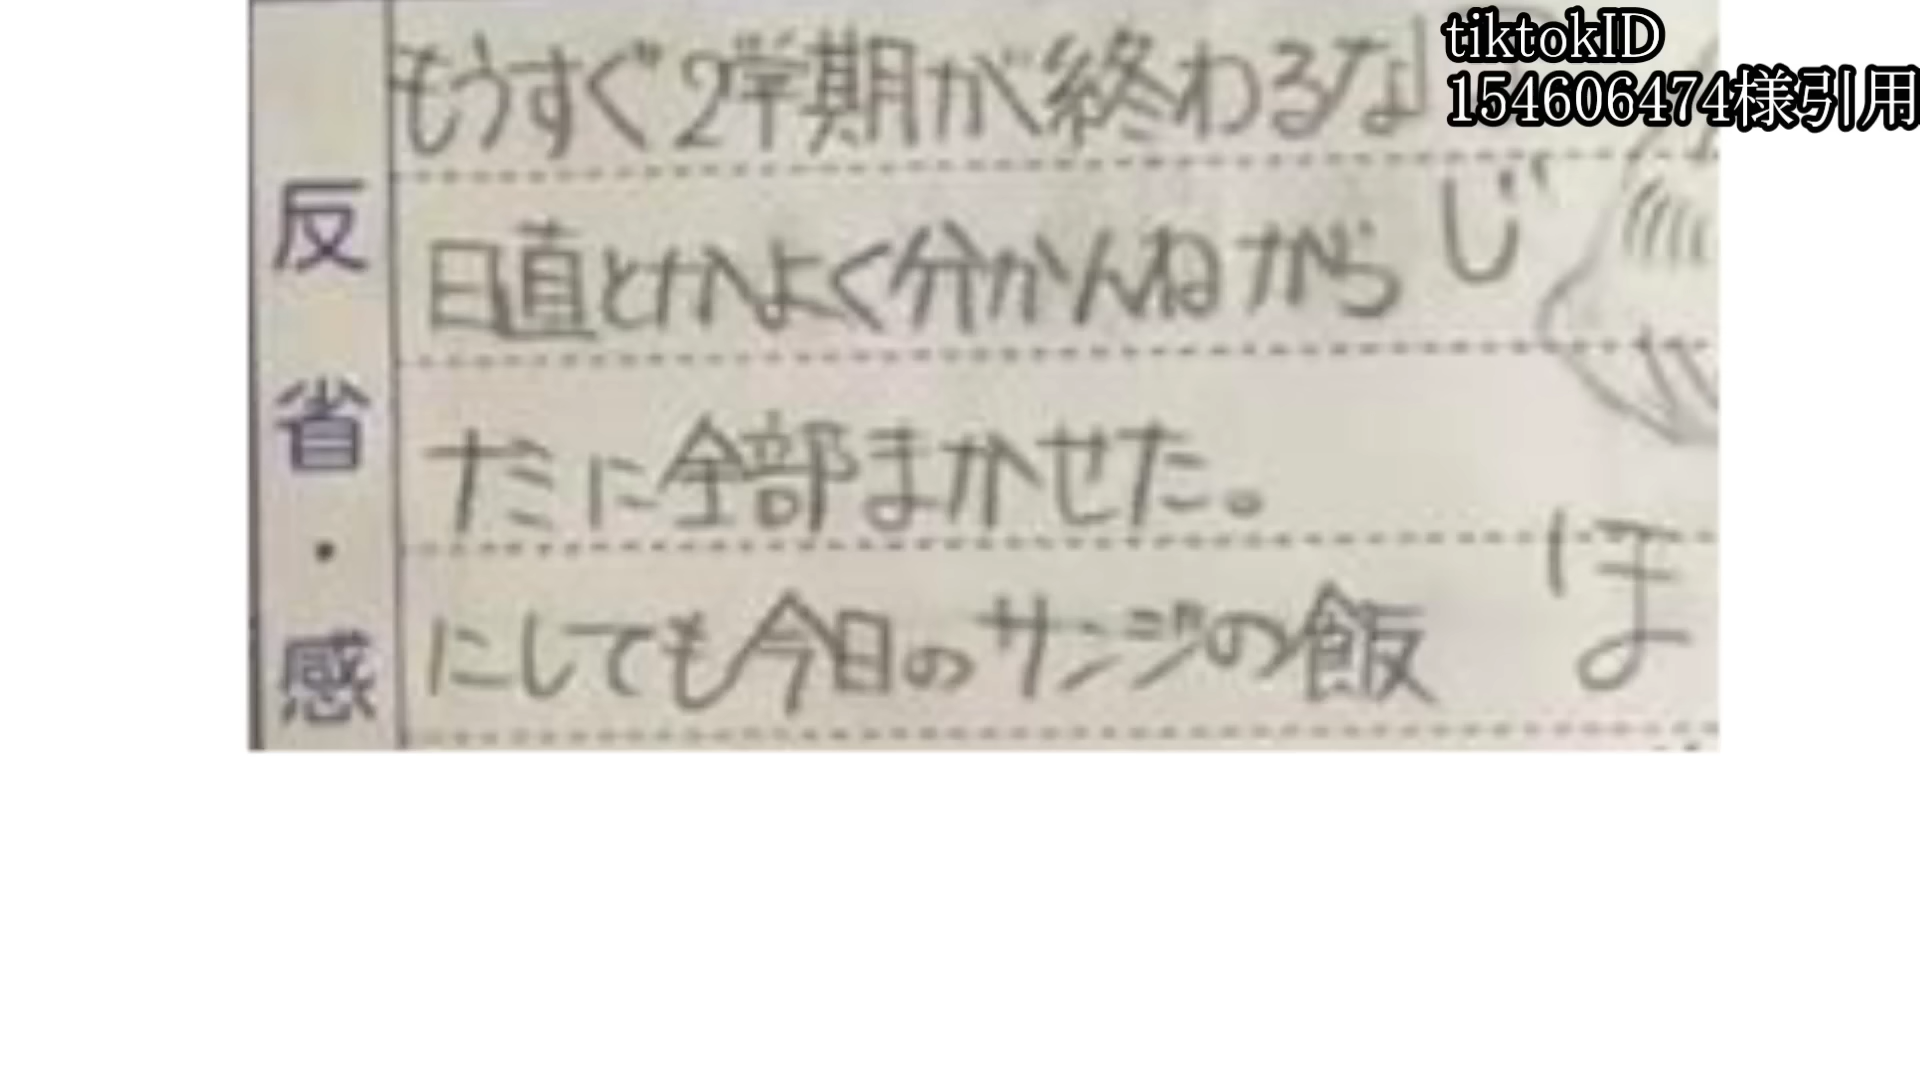 tiktokID
154606474様引用
反省・感
もうすぐ2学期が終わるな
日直とかよく分かんねがら
ナミに全部まかせた。
にしても今日のサンジの飯
じ
ほ